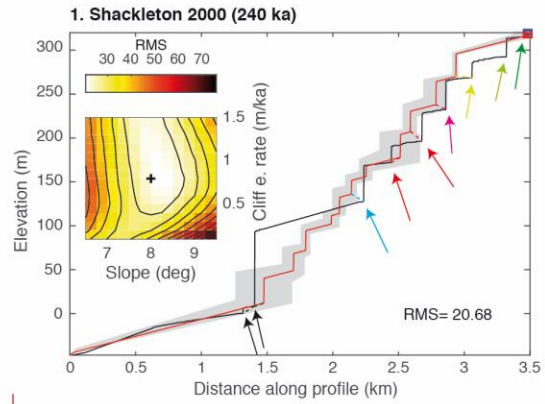 1. Shackleton 2000 (240 ka)
RMS
30 40 50 60 70
1.5
1
0.5
Cliff e. rate (m/ka)
7 8 9
Slope (deg)
300
250
200
150
100
50
0
Elevation (m)
RMS= 20.68
0 0.5 1 1.5 2 2.5 3 3.5
Distance along profile (km)